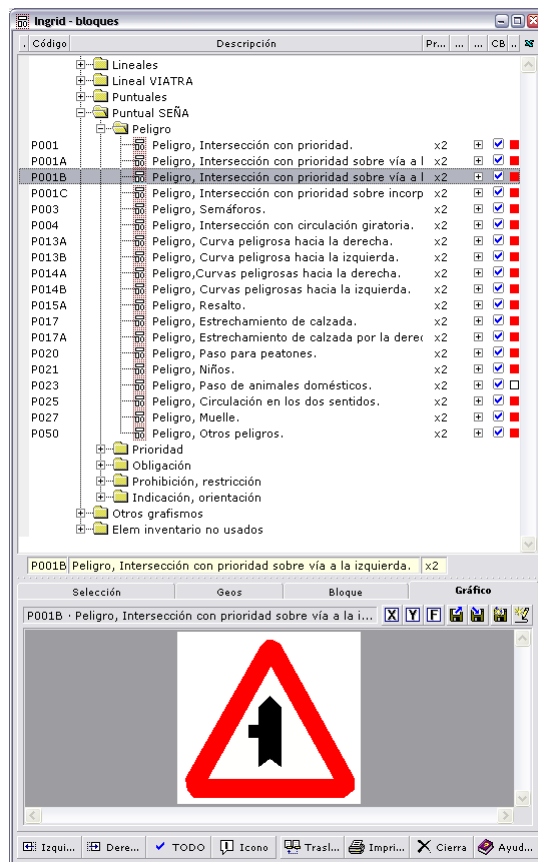 Ingrid - bloques
. Código Descripción Pr... ... ... CB ..
Lineales
Lineal VIATRA
Puntuales
Puntual SEÑA
Peligro
P001 Peligro, Intersección con prioridad. x2
P001A Peligro, Intersección con prioridad sobre vía a l x2
P001B Peligro, Intersección con prioridad sobre vía a l x2
P001C Peligro, Intersección con prioridad sobre incorp x2
P003 Peligro, Semáforos. x2
P004 Peligro, Intersección con circulación giratoria. x2
P013A Peligro, Curva peligrosa hacia la derecha. x2
P013B Peligro, Curva peligrosa hacia la izquierda. x2
P014A Peligro,Curvas peligrosas hacia la derecha. x2
P014B Peligro, Curvas peligrosas hacia la izquierda. x2
P015A Peligro, Resalto. x2
P017 Peligro, Estrechamiento de calzada. x2
P017A Peligro, Estrechamiento de calzada por la derec x2
P020 Peligro, Paso para peatones. x2
P021 Peligro, Niños. x2
P023 Peligro, Paso de animales domésticos. x2
P025 Peligro, Circulación en los dos sentidos. x2
P027 Peligro, Muelle. x2
P050 Peligro, Otros peligros. x2
Prioridad
Obligación
Prohibición, restricción
Indicación, orientación
Otros grafismos
Elem inventario no usados
P001B Peligro, Intersección con prioridad sobre vía a la izquierda. x2
Selección Geos Bloque Gráfico
P001B · Peligro, Intersección con prioridad sobre vía a la i... X Y F
Izqui... Dere... TODO Icono Trasl... Impri... Cierra Ayud...